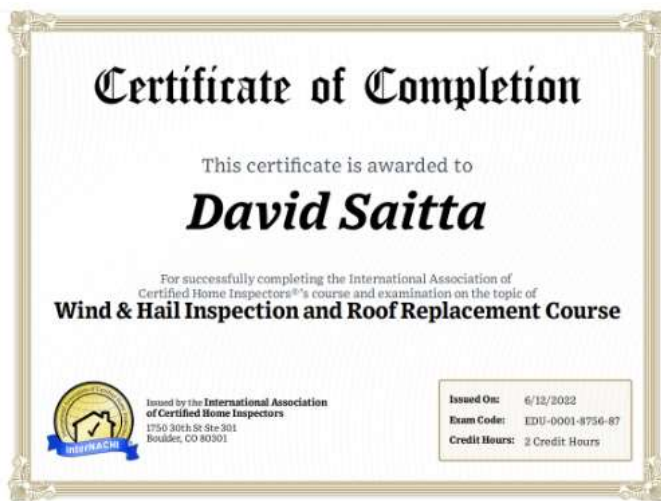 Certificate of Completion
This certificate is awarded to
David Saitta
For successfully completing the International Association of
Certified Home Inspectors®'s course and examination on the topic of
Wind & Hail Inspection and Roof Replacement Course
InterNACHI
Issued by the International Association
of Certified Home Inspectors
1750 30th St Ste 301
Boulder, CO 80301
Issued On: 6/12/2022
Exam Code: EDU-0001-8756-87
Credit Hours: 2 Credit Hours